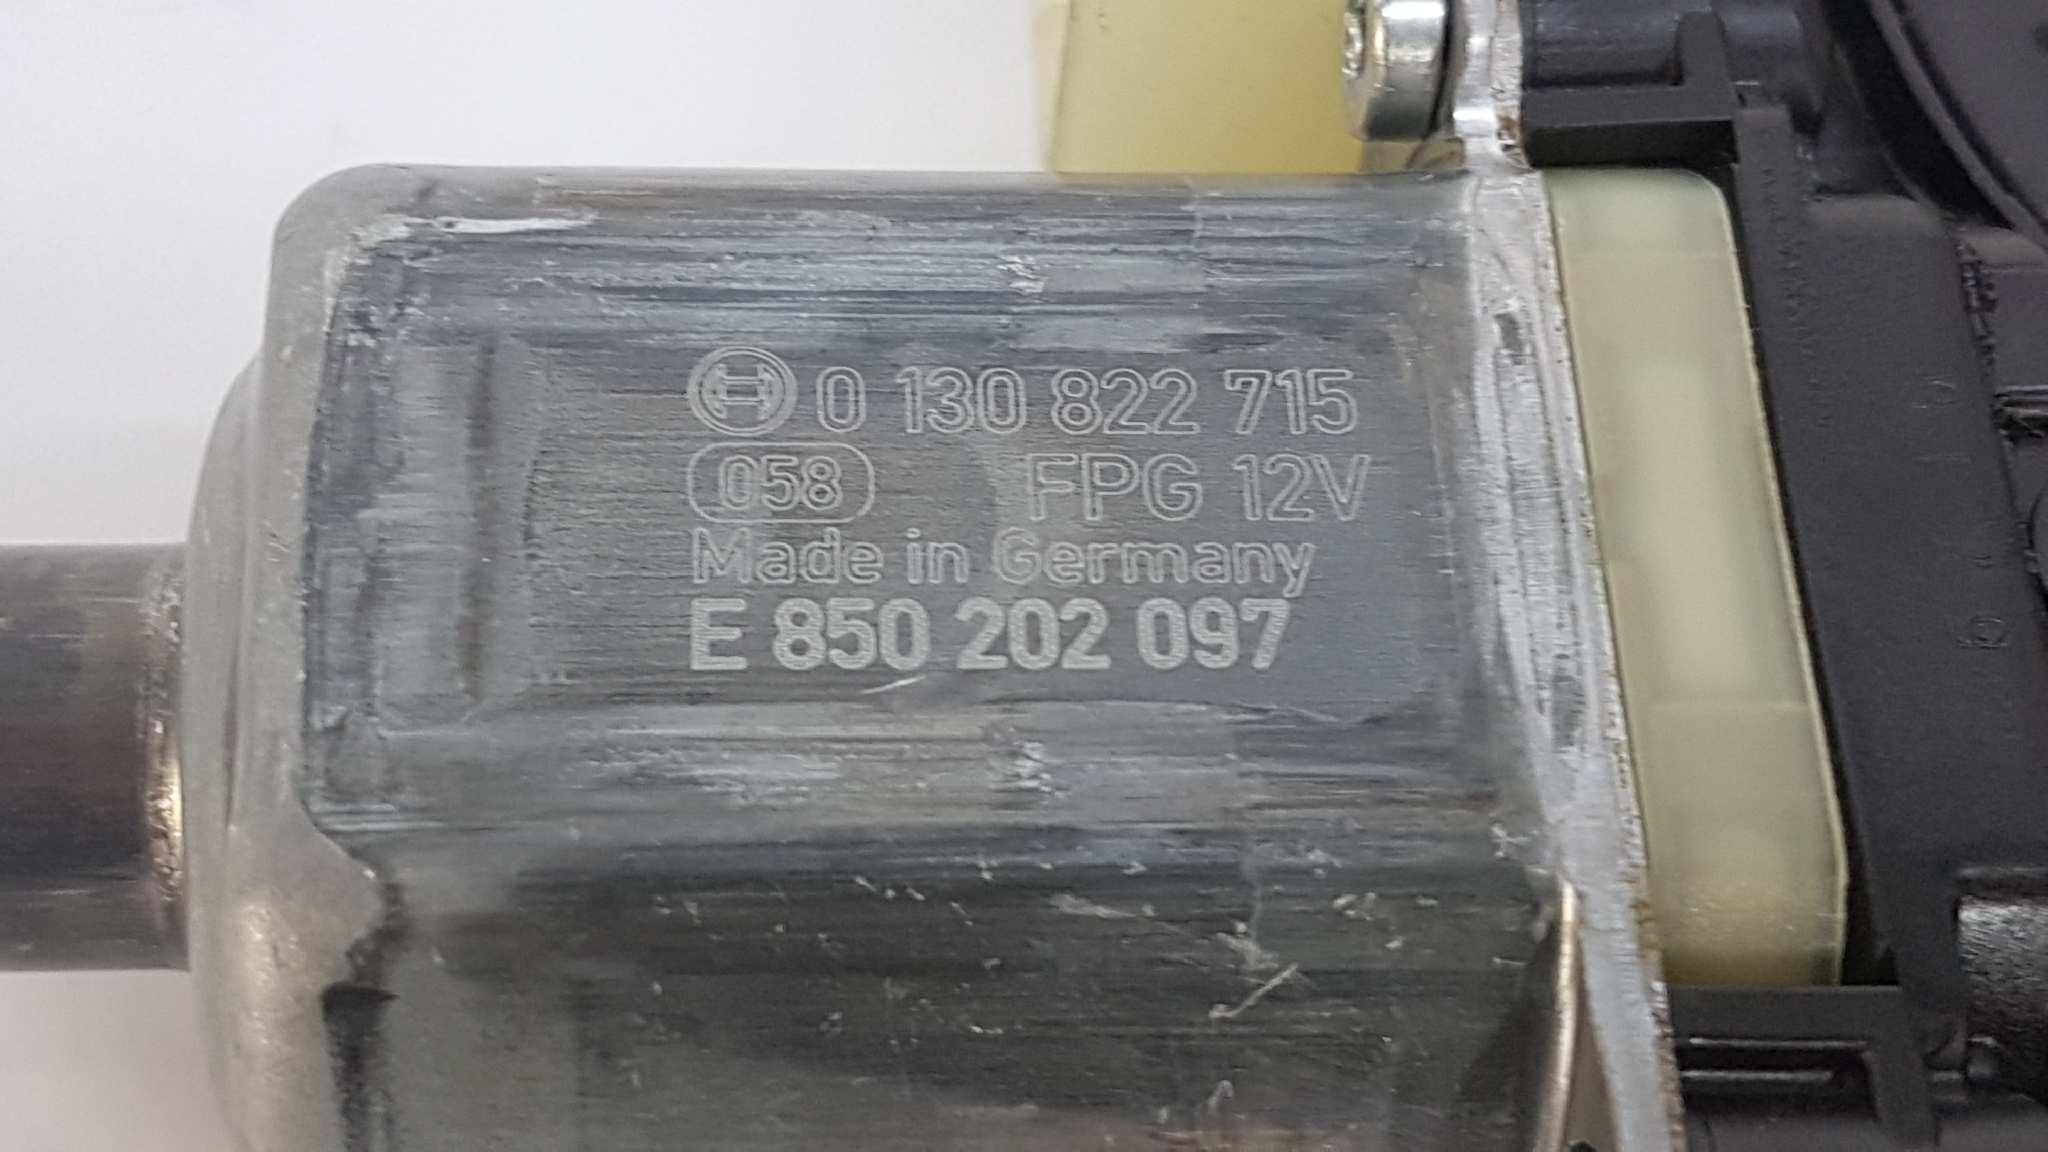 0 130 822 715
058 FPG 12V
Made in Germany
E 850 202 097